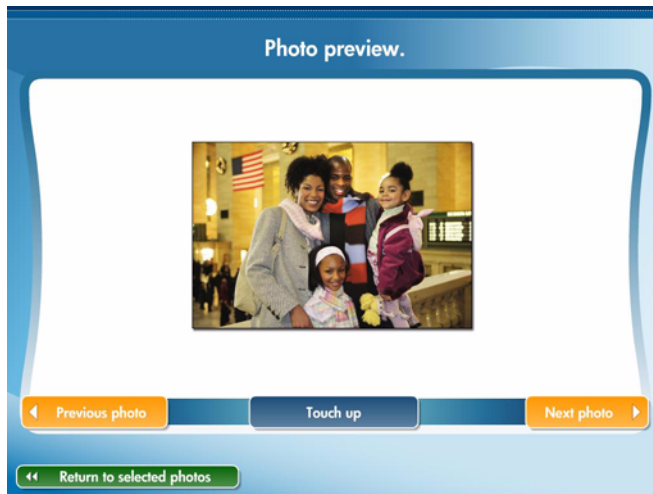 Photo preview.
Previous photo
Touch up
Next photo
Return to selected photos